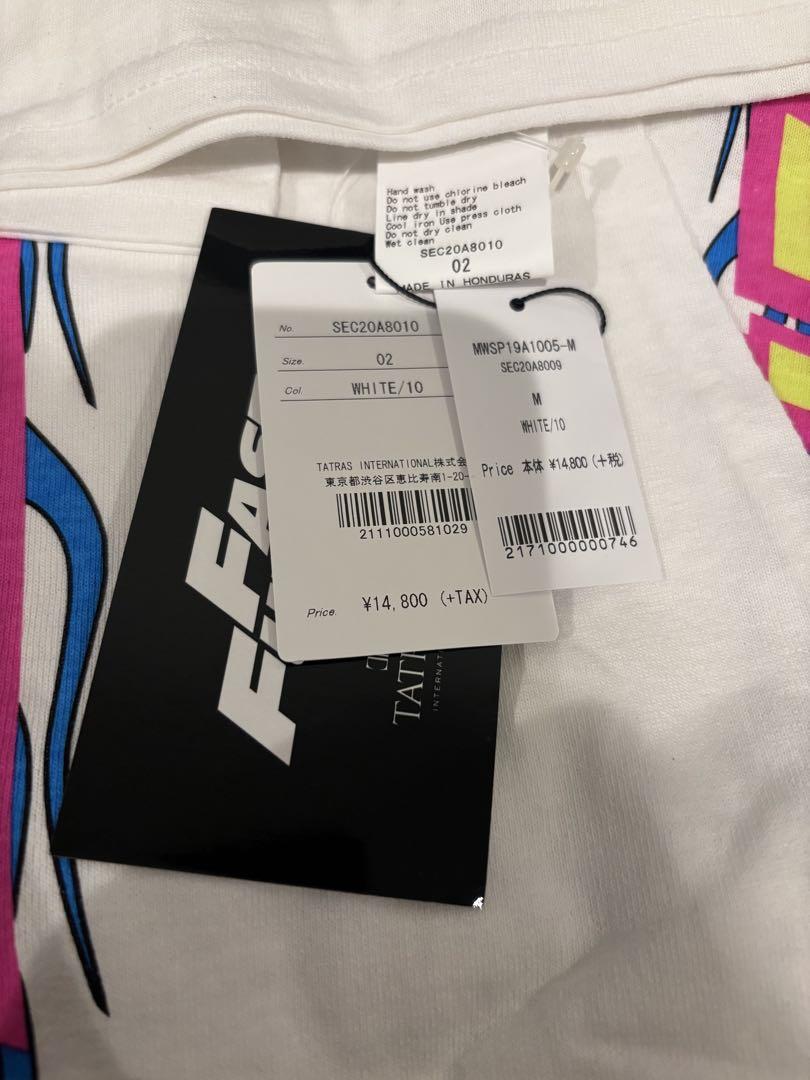 Hand wash
Do not use chlorine bleach
Do not tumble dry
Line dry in shade
Cool iron Use press cloth
Do not dry clean
Wet clean
SEC20A8010
02
MADE IN HONDURAS
No. SEC20A8010
Size. 02
Col. WHITE/10
TATRAS INTERNATIONAL株式会
東京都渋谷区恵比寿南1-20-
2111000581029
Price. ¥14,800 (+TAX)
MWSP19A1005-M
SEC20A8009
M
WHITE/10
Price 本体 ¥14,800(+税)
2171000000746
FAS
F
TATR
INTERNAT